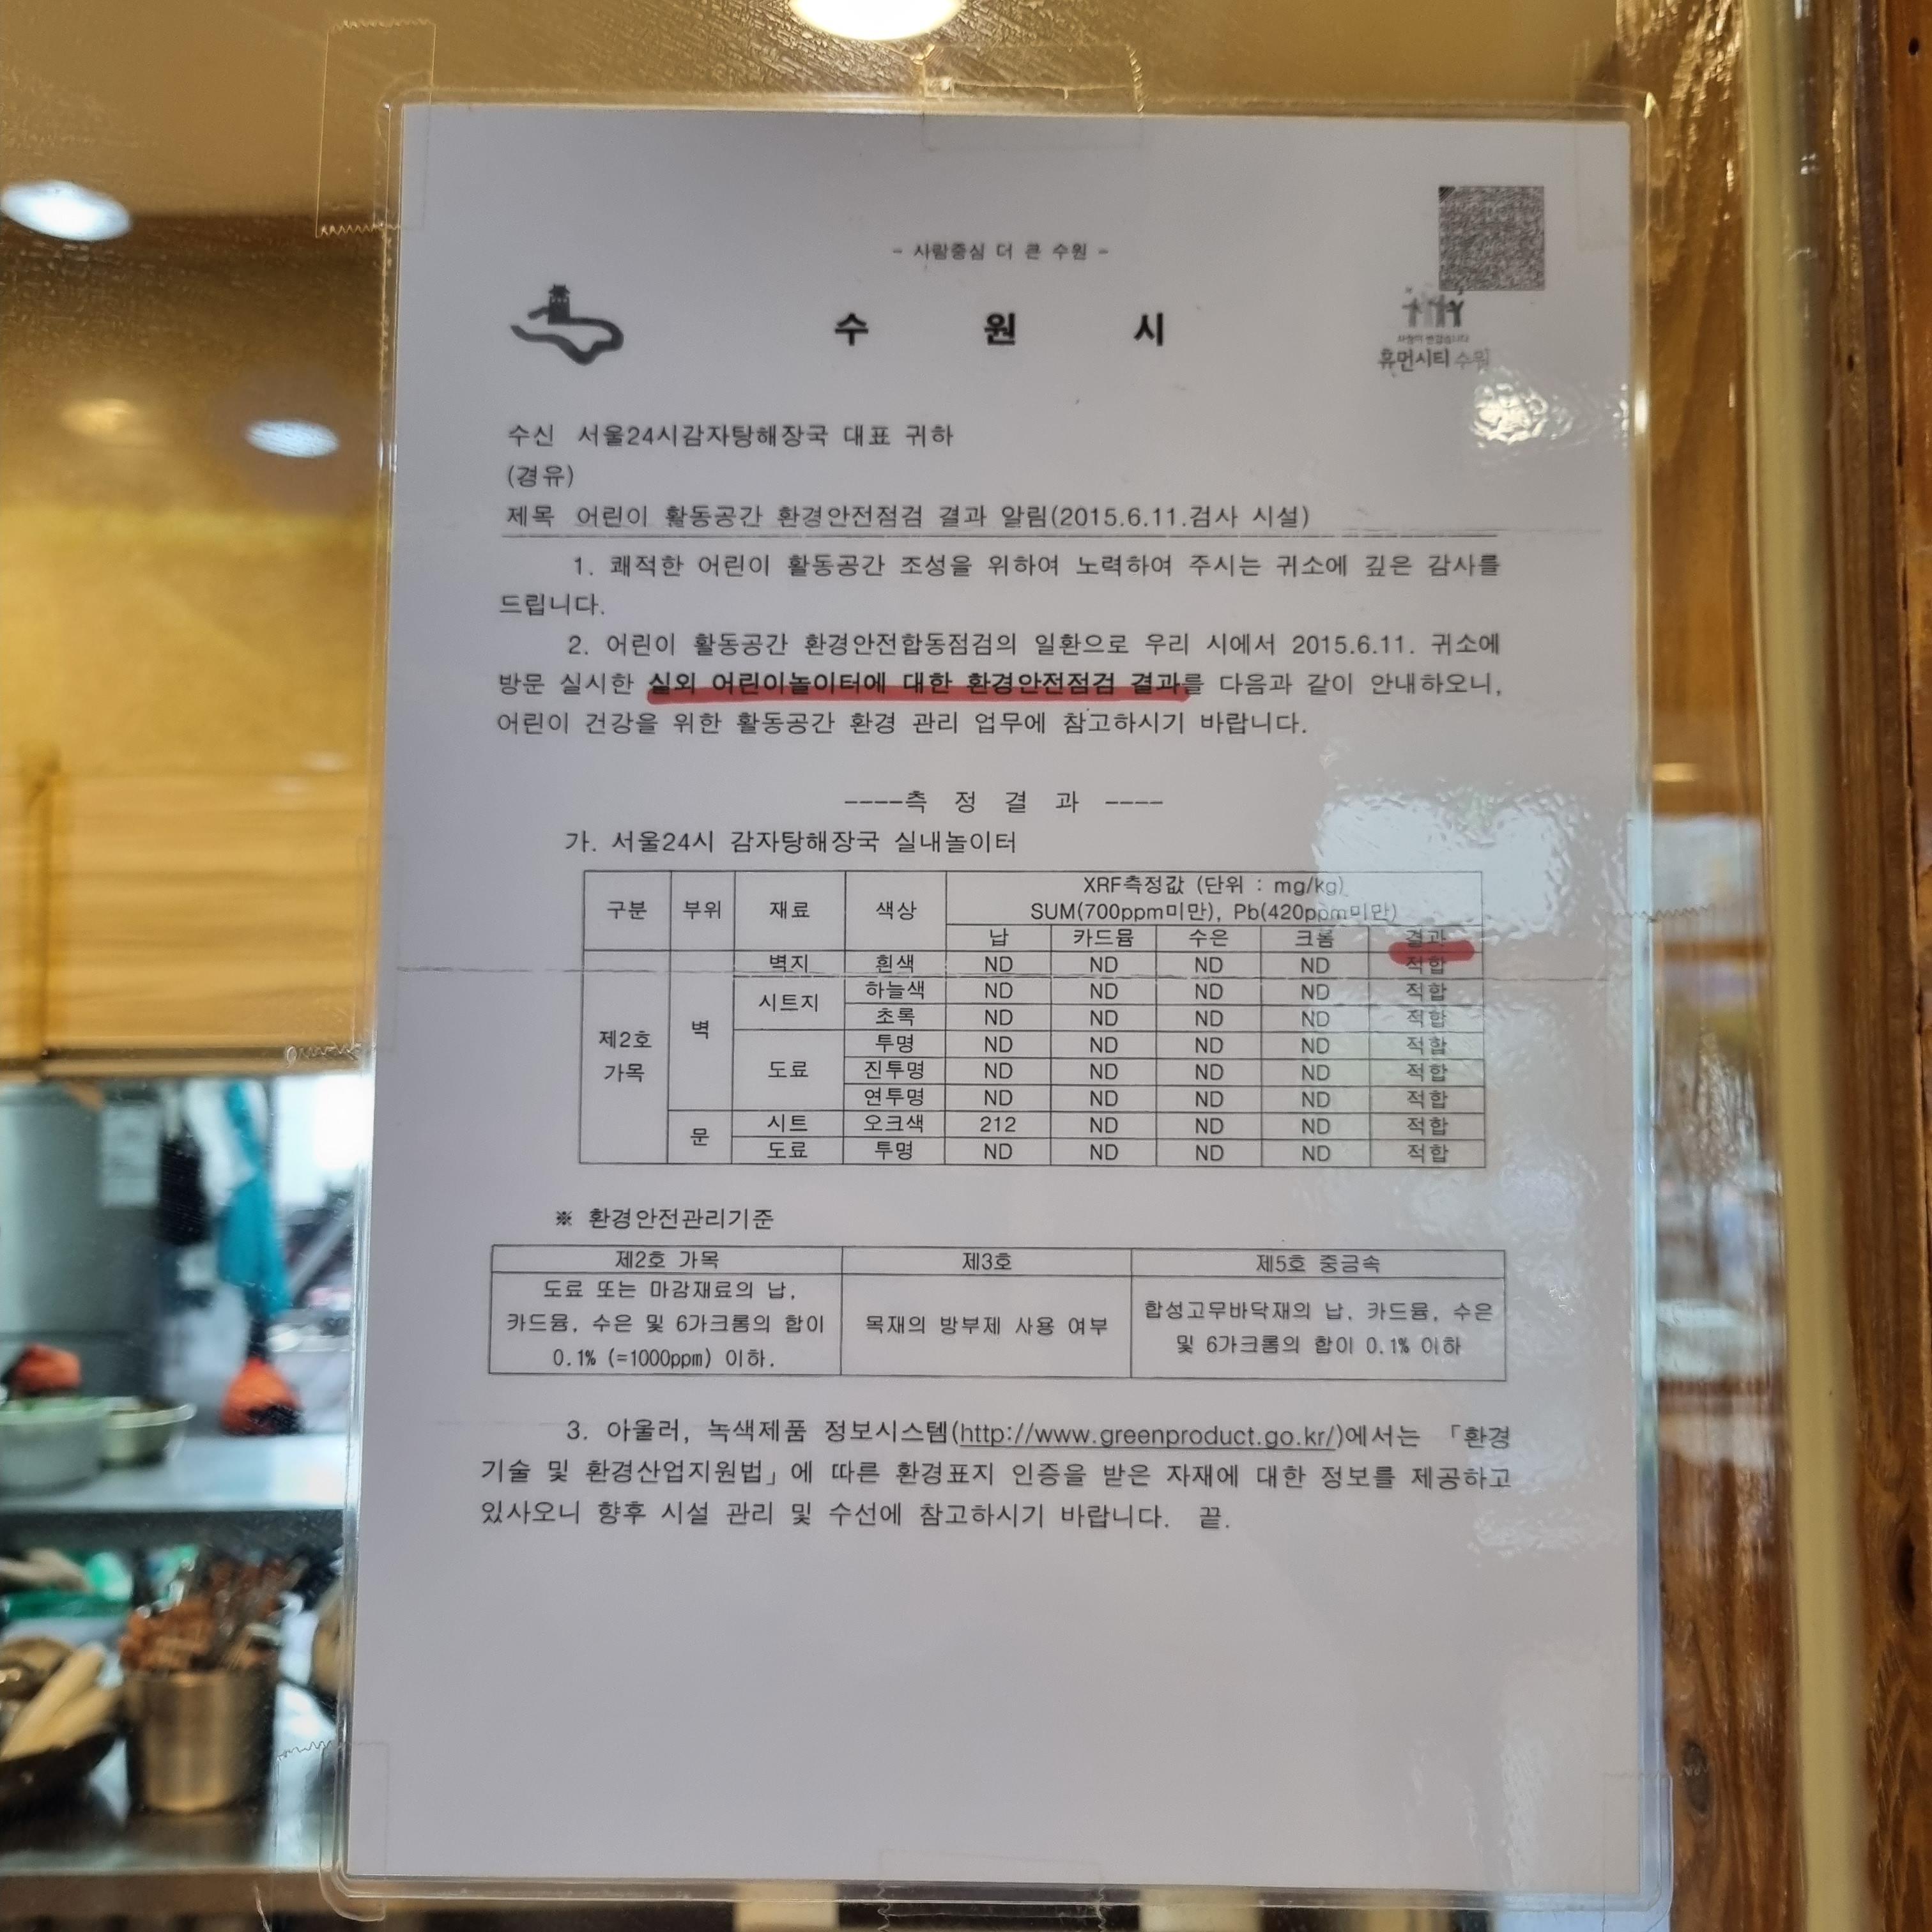 - 사람중심 더 큰 수원 -
수 원 시
휴먼시티 수원
수신 서울24시감자탕해장국 대표 귀하
(경유)
제목 어린이 활동공간 환경안전점검 결과 알림(2015.6.11.검사 시설)
1. 쾌적한 어린이 활동공간 조성을 위하여 노력하여 주시는 귀소에 깊은 감사를
드립니다.
2. 어린이 활동공간 환경안전합동점검의 일환으로 우리 시에서 2015.6.11. 귀소에
방문 실시한 실외 어린이놀이터에 대한 환경안전점검 결과를 다음과 같이 안내하오니,
어린이 건강을 위한 활동공간 환경 관리 업무에 참고하시기 바랍니다.
----측 정 결 과 ----
가. 서울24시 감자탕해장국 실내놀이터
구분 부위 재료 색상 XRF측정값 (단위 : mg/kg)
SUM(700ppm미만), Pb(420ppm미만)
납 카드뮴 수은 크롬 결과
제2호 가목 벽 벽지 흰색 ND ND ND ND 적합
시트지 하늘색 ND ND ND ND 적합
초록 ND ND ND ND 적합
도료 투명 ND ND ND ND 적합
진투명 ND ND ND ND 적합
연투명 ND ND ND ND 적합
문 시트 오크색 212 ND ND ND 적합
도료 투명 ND ND ND ND 적합
※ 환경안전관리기준
제2호 가목 제3호 제5호 중금속
도료 또는 마감재료의 납,
카드뮴, 수은 및 6가크롬의 합이
0.1% (=1000ppm) 이하.
목재의 방부제 사용 여부
합성고무바닥재의 납, 카드뮴, 수은
및 6가크롬의 합이 0.1% 이하
3. 아울러, 녹색제품 정보시스템(http://www.greenproduct.go.kr/)에서는 「환경
기술 및 환경산업지원법」에 따른 환경표지 인증을 받은 자재에 대한 정보를 제공하고
있사오니 향후 시설 관리 및 수선에 참고하시기 바랍니다. 끝.